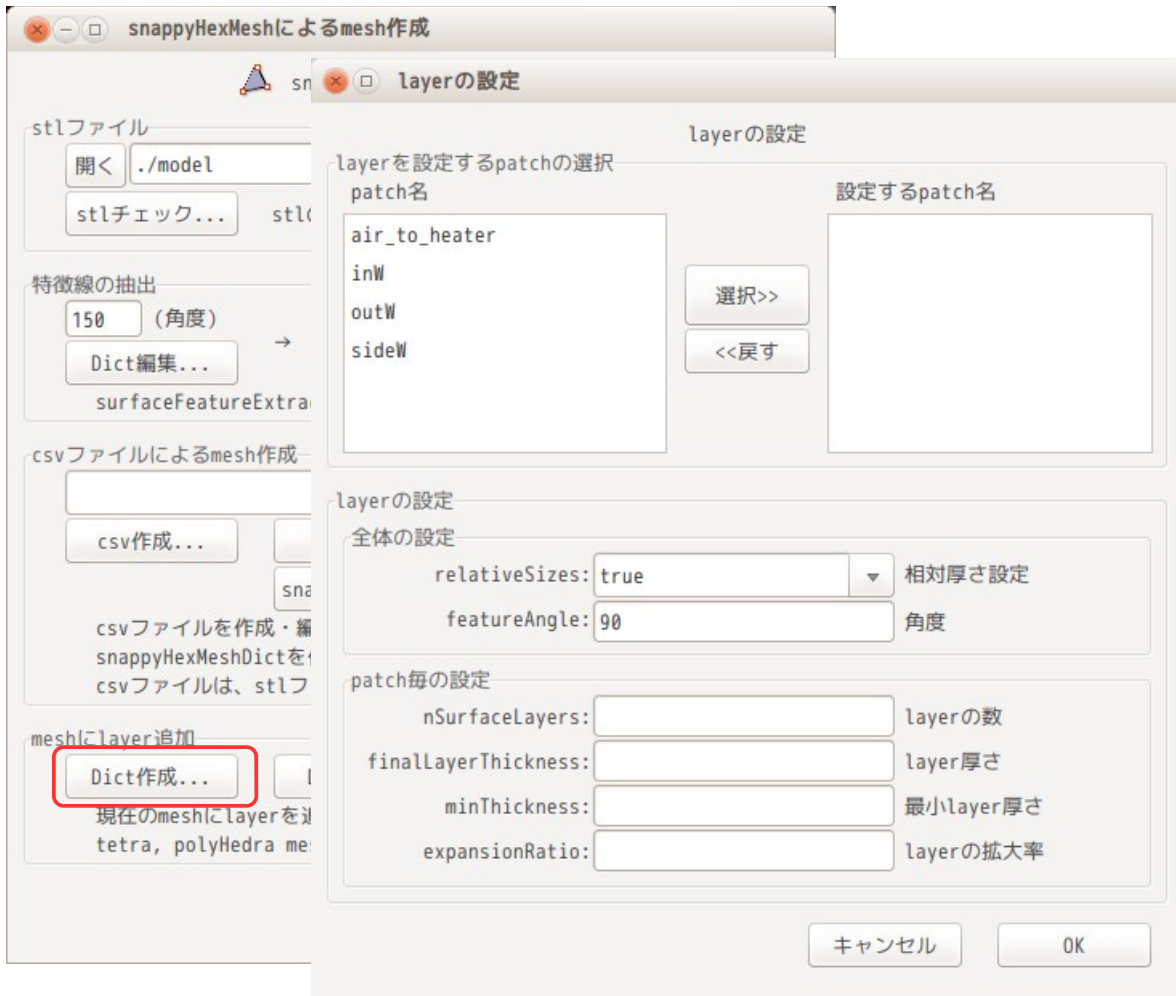 snappyHexMeshによるmesh作成
stlファイル
開く ./model
stlチェック...
特徴線の抽出
150 (角度)
→
Dict編集...
csvファイルによるmesh作成
csv作成...
csvファイルを作成・編
snappyHexMeshDictを
csvファイルは、stlフ
meshにlayer追加
Dict作成...
現在のmeshにlayerを
tetra, polyHedra
layerの設定
layerの設定
layerを設定するpatchの選択
patch名
設定するpatch名
air_to_heater
inW
outW
sideW
選択>>
<<戻す
layerの設定
全体の設定
relativeSizes: true 相対厚さ設定
featureAngle: 90 角度
patch毎の設定
nSurfaceLayers: layerの数
finalLayerThickness: layer厚さ
minThickness: 最小layer厚さ
expansionRatio: layerの拡大率
キャンセル OK